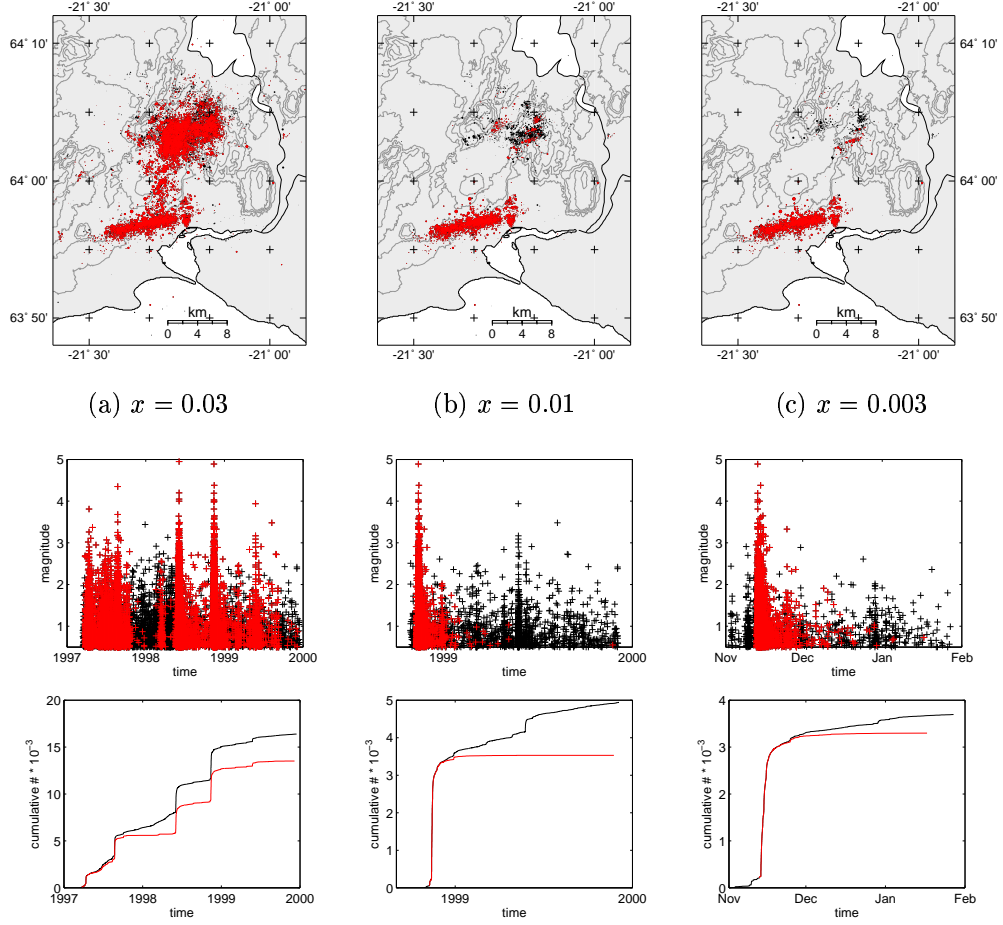 -21° 30' -21° 00' -21° 30' -21° 00' -21° 30' -21° 00'
64° 10' 64° 10'
64° 00' 64° 00'
63° 50' 63° 50'
km km km
0 4 8 0 4 8 0 4 8
-21° 30' -21° 00' -21° 30' -21° 00' -21° 30' -21° 00'
(a) x = 0.03 (b) x = 0.01 (c) x = 0.003
5 5 5
4 4 4
3 3 3
2 2 2
1 1 1
magnitude magnitude magnitude
1997 1998 1999 2000 1999 2000 Nov Dec Jan Feb
time time time
20 5 4
15 4 3
10 3 2
5 2 1
0 1 0
0
cumulative # * 10⁻³ cumulative # * 10⁻³ cumulative # * 10⁻³
1997 1998 1999 2000 1999 2000 Nov Dec Jan Feb
time time time